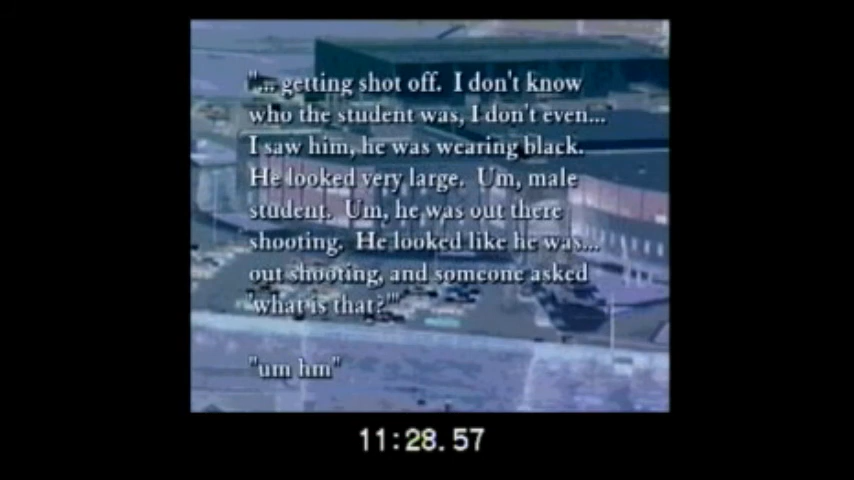 "... getting shot off. I don't know
who the student was, I don't even...
I saw him, he was wearing black.
He looked very large. Um, male
student. Um, he was out there
shooting. He looked like he was...
out shooting, and someone asked
'what is that?'"
"um hm"
11:28.57